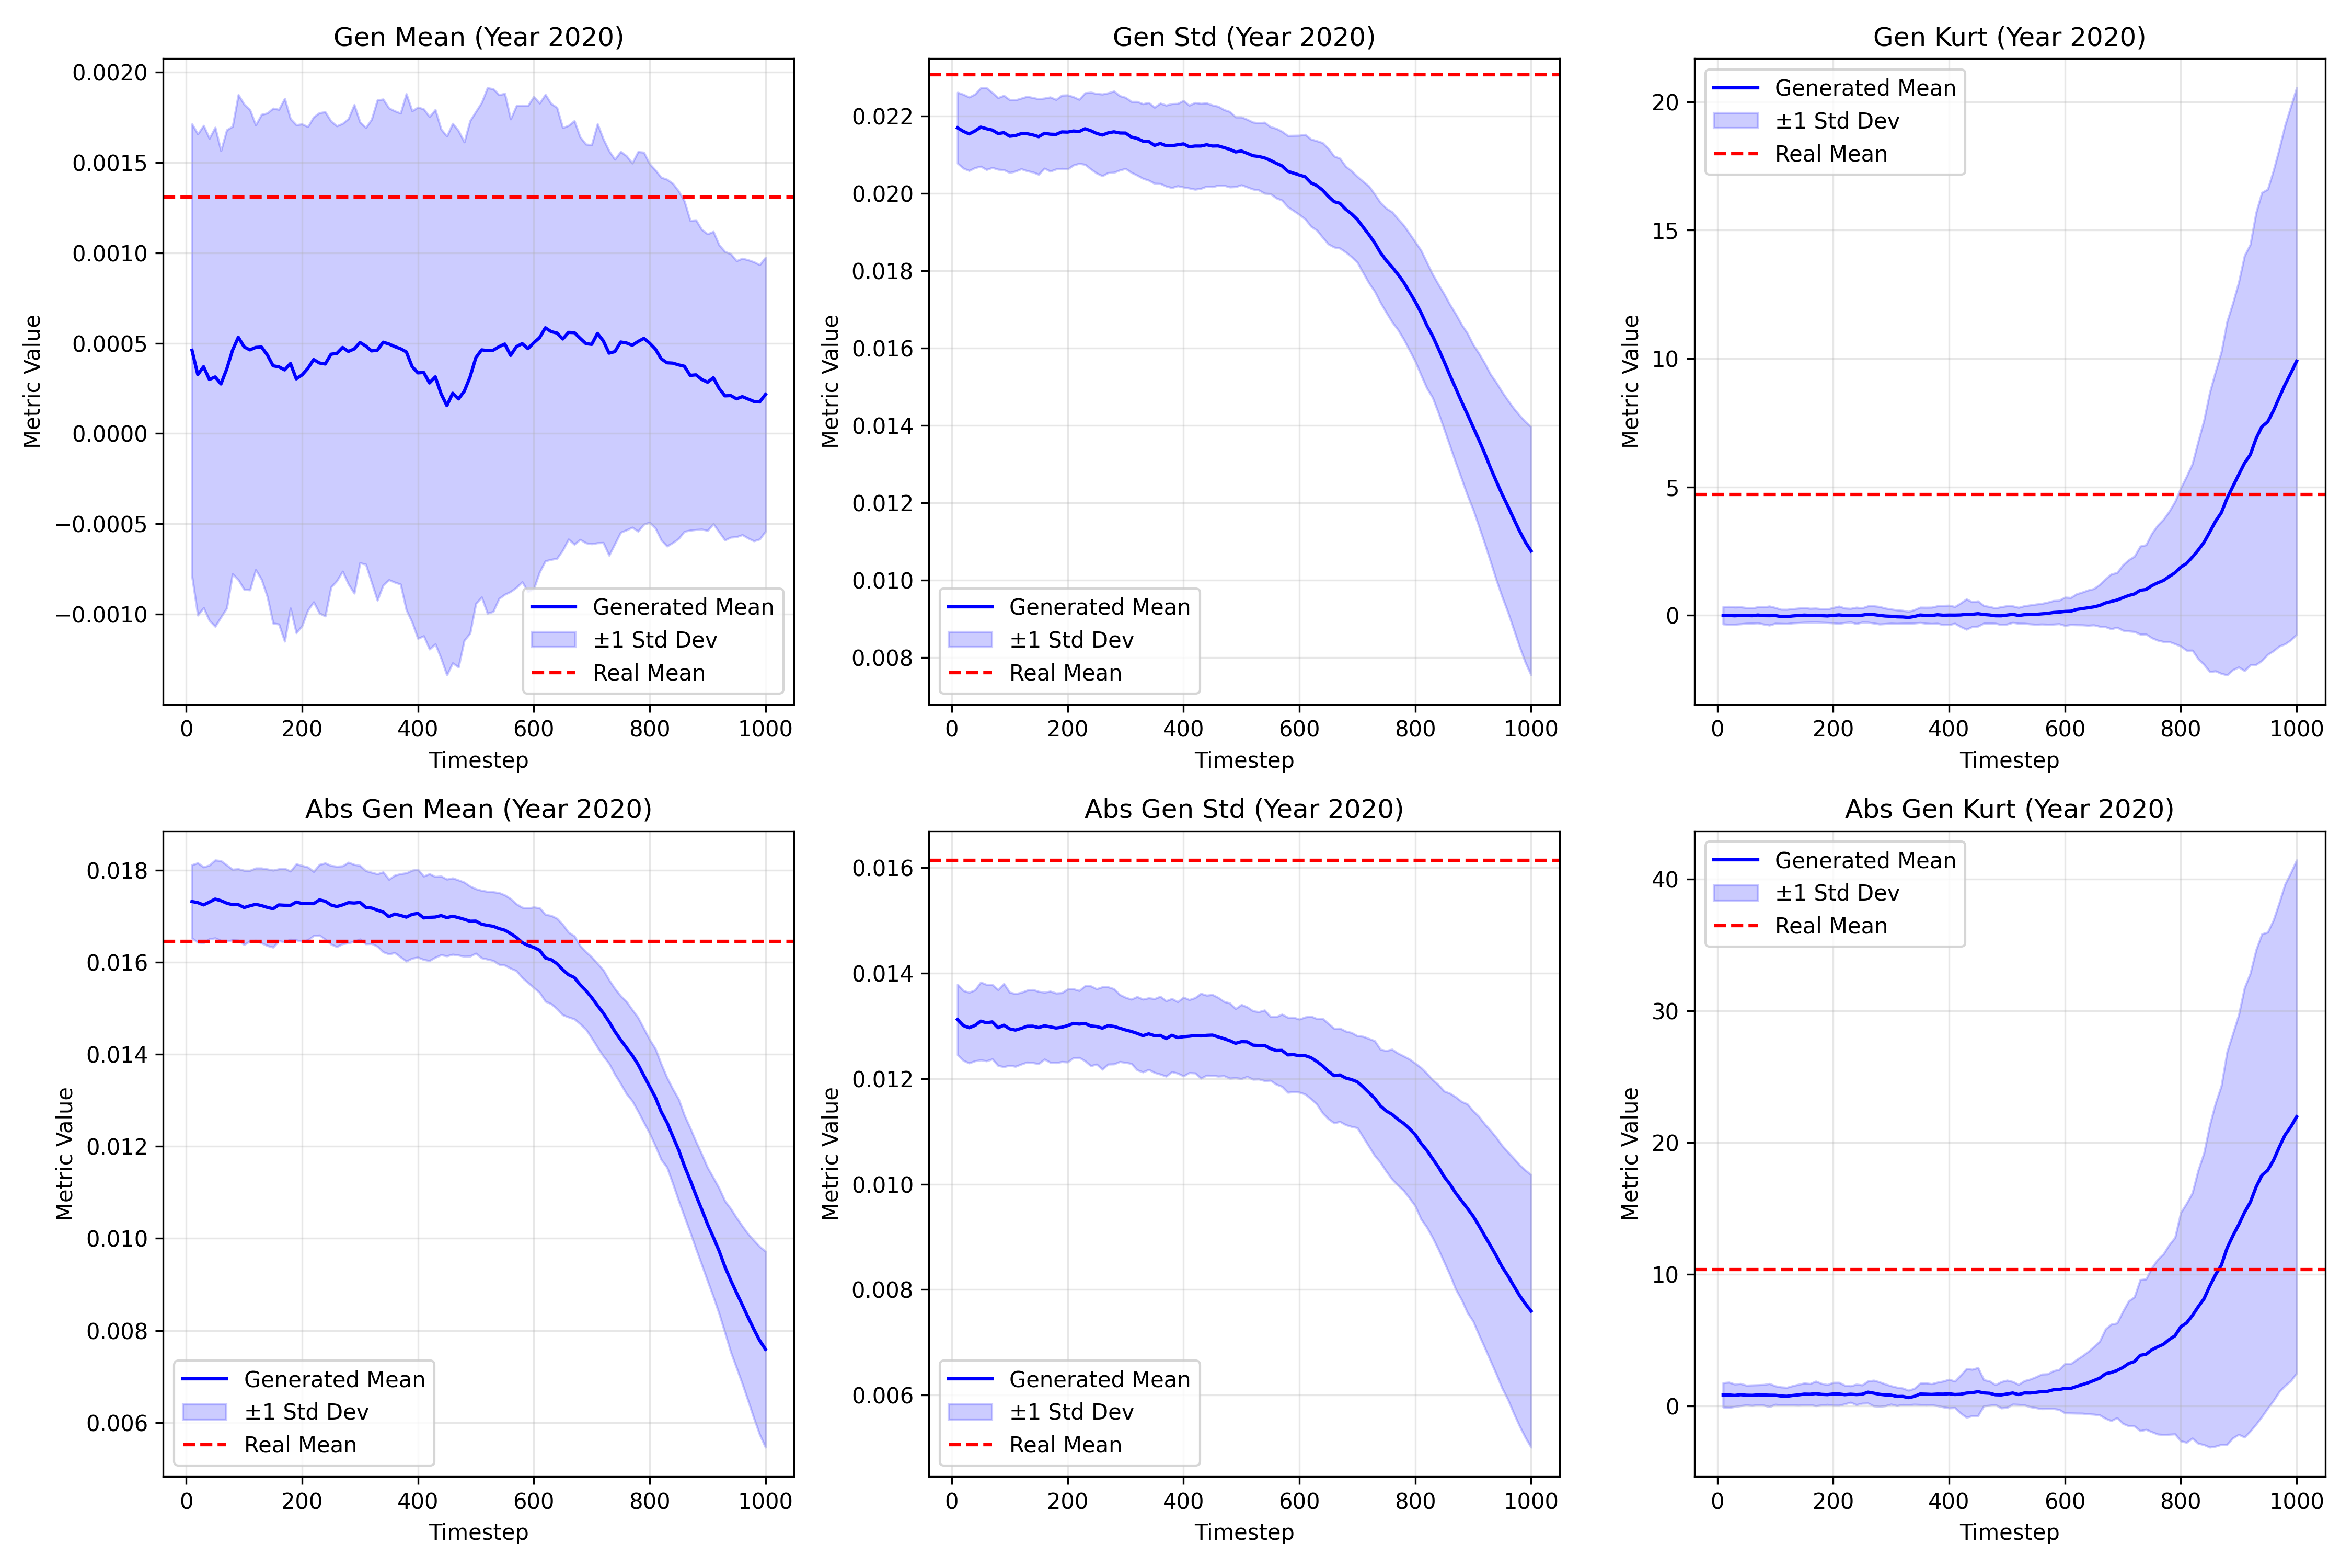 Gen Mean (Year 2020)
Metric Value
0.0020
0.0015
0.0010
0.0005
0.0000
−0.0005
−0.0010
Generated Mean
±1 Std Dev
Real Mean
0 200 400 600 800 1000
Timestep
Gen Std (Year 2020)
Metric Value
0.022
0.020
0.018
0.016
0.014
0.012
0.010
0.008
Generated Mean
±1 Std Dev
Real Mean
0 200 400 600 800 1000
Timestep
Gen Kurt (Year 2020)
Metric Value
20
15
10
5
0
Generated Mean
±1 Std Dev
Real Mean
0 200 400 600 800 1000
Timestep
Abs Gen Mean (Year 2020)
Metric Value
0.018
0.016
0.014
0.012
0.010
0.008
0.006
Generated Mean
±1 Std Dev
Real Mean
0 200 400 600 800 1000
Timestep
Abs Gen Std (Year 2020)
Metric Value
0.016
0.014
0.012
0.010
0.008
0.006
Generated Mean
±1 Std Dev
Real Mean
0 200 400 600 800 1000
Timestep
Abs Gen Kurt (Year 2020)
Metric Value
40
30
20
10
0
Generated Mean
±1 Std Dev
Real Mean
0 200 400 600 800 1000
Timestep